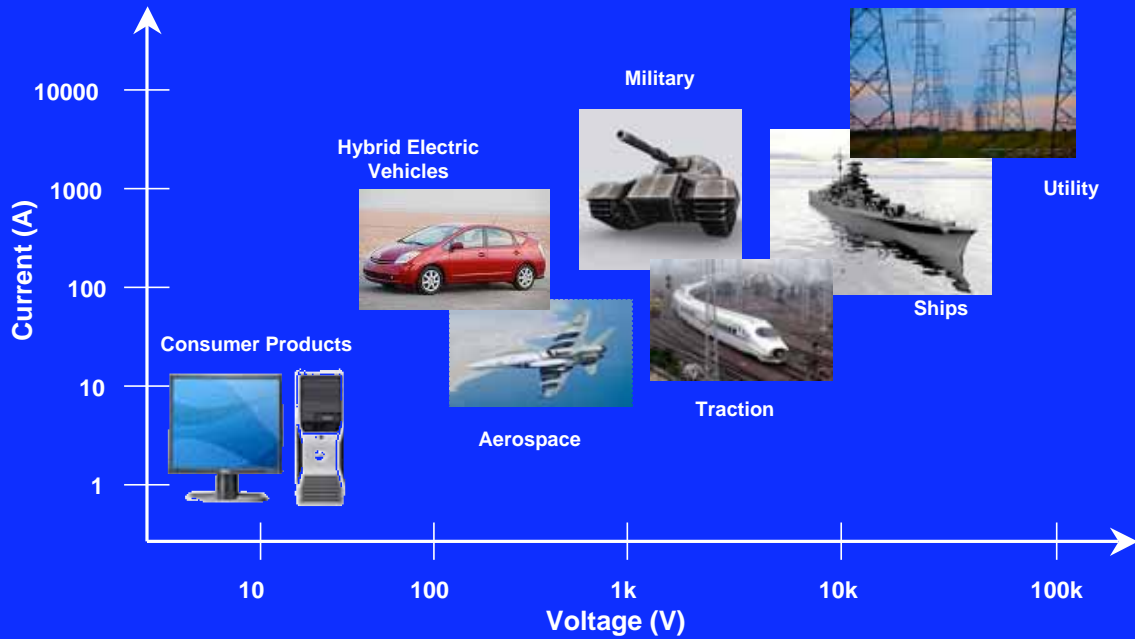 Military
10000
Hybrid Electric
Vehicles
1000
Utility
Current (A)
100
Ships
Consumer Products
10
Traction
Aerospace
1
10
100
1k
10k
100k
Voltage (V)